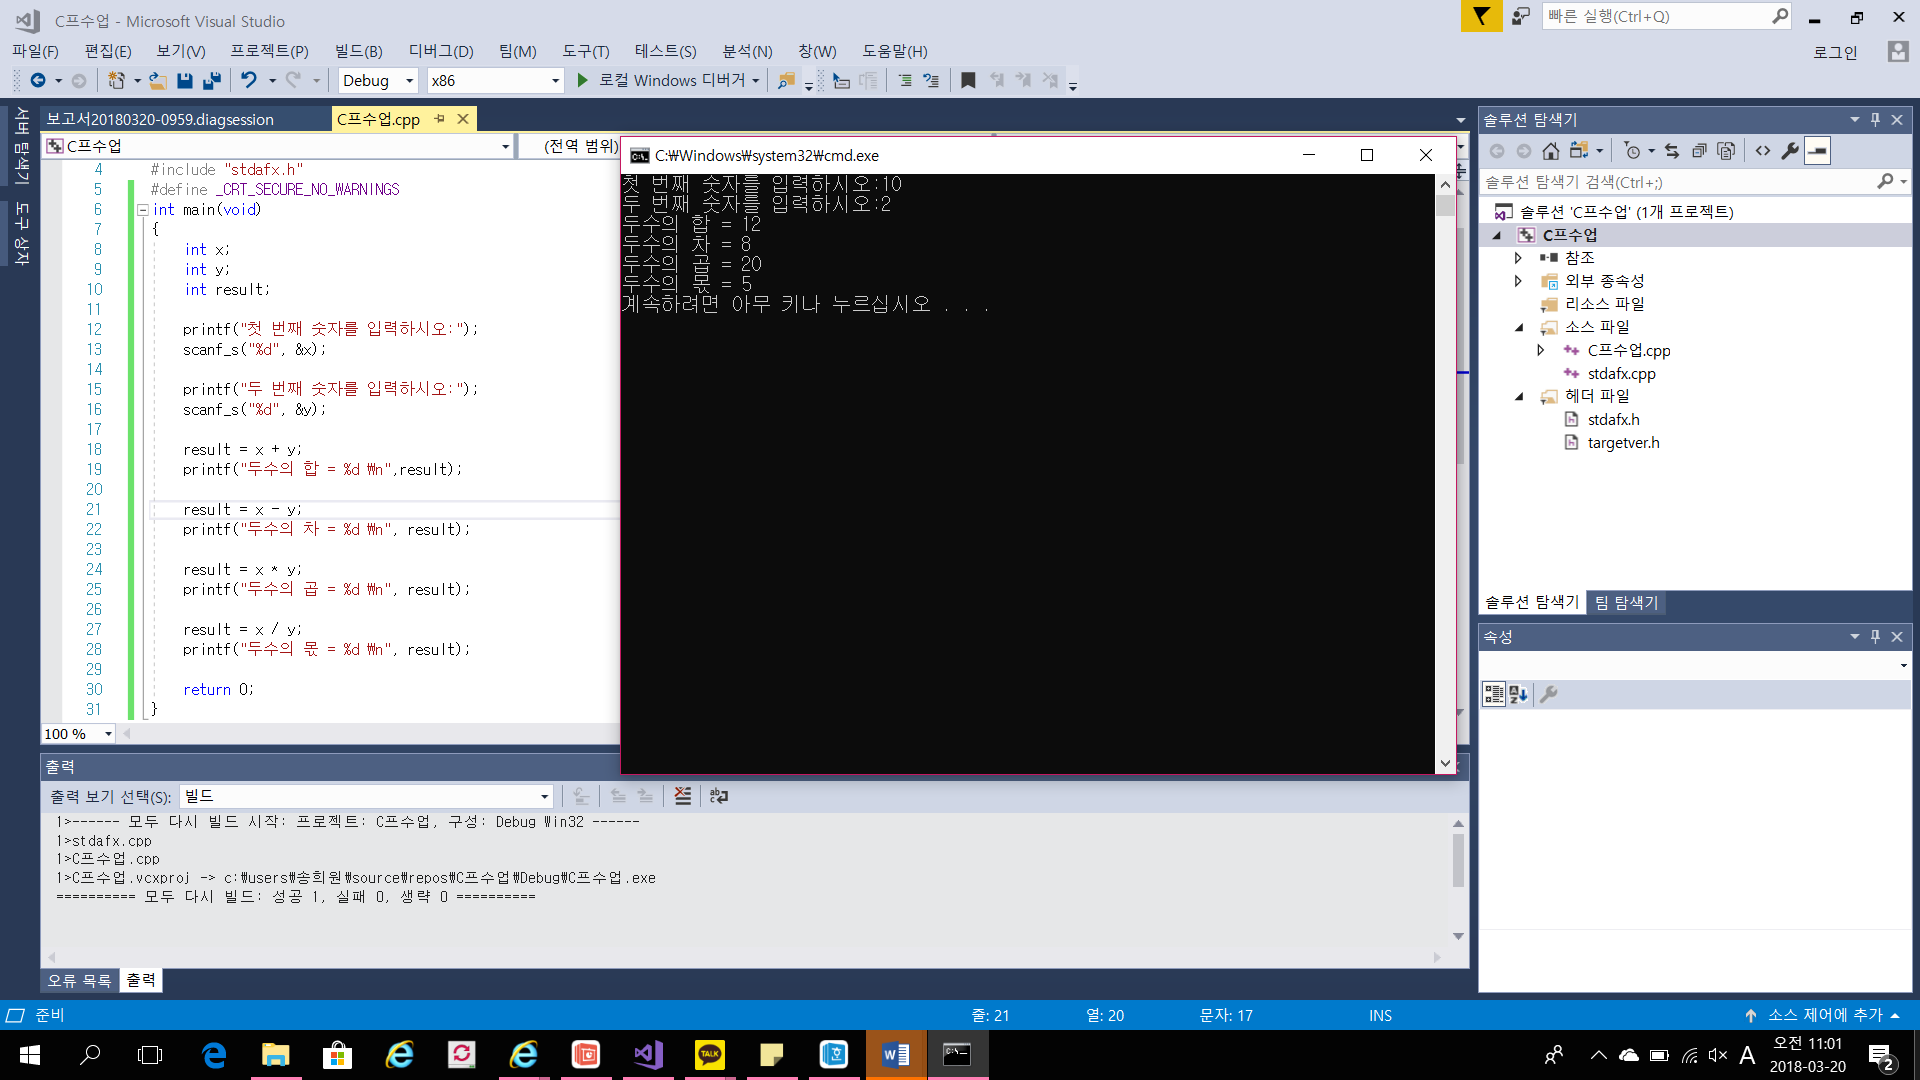 C프수업 - Microsoft Visual Studio
빠른 실행(Ctrl+Q)
파일(F) 편집(E) 보기(V) 프로젝트(P) 빌드(B) 디버그(D) 팀(M) 도구(T) 테스트(S) 분석(N) 창(W) 도움말(H)
로그인
Debug x86 로컬 Windows 디버거
서버 탐색기
도구 상자
보고서20180320-0959.diagsession C프수업.cpp
C프수업 (전역 범위)
4 #include "stdafx.h"
5 #define _CRT_SECURE_NO_WARNINGS
6 int main(void)
7 {
8 int x;
9 int y;
10 int result;
11
12 printf("첫 번째 숫자를 입력하시오:");
13 scanf_s("%d", &x);
14
15 printf("두 번째 숫자를 입력하시오:");
16 scanf_s("%d", &y);
17
18 result = x + y;
19 printf("두수의 합 = %d ₩n",result);
20
21 result = x - y;
22 printf("두수의 차 = %d ₩n", result);
23
24 result = x * y;
25 printf("두수의 곱 = %d ₩n", result);
26
27 result = x / y;
28 printf("두수의 몫 = %d ₩n", result);
29
30 return 0;
31 }
100 %
C:₩Windows₩system32₩cmd.exe
첫 번째 숫자를 입력하시오:10
두 번째 숫자를 입력하시오:2
두수의 합 = 12
두수의 차 = 8
두수의 곱 = 20
두수의 몫 = 5
계속하려면 아무 키나 누르십시오 . . .
출력
출력 보기 선택(S): 빌드
1>------ 모두 다시 빌드 시작: 프로젝트: C프수업, 구성: Debug Win32 ------
1>stdafx.cpp
1>C프수업.cpp
1>C프수업.vcxproj -> c:₩users₩송희원₩source₩repos₩C프수업₩Debug₩C프수업.exe
========== 모두 다시 빌드: 성공 1, 실패 0, 생략 0 ==========
오류 목록 출력
솔루션 탐색기
솔루션 탐색기 검색(Ctrl+;)
솔루션 'C프수업' (1개 프로젝트)
C프수업
참조
외부 종속성
리소스 파일
소스 파일
C프수업.cpp
stdafx.cpp
헤더 파일
stdafx.h
targetver.h
솔루션 탐색기 팀 탐색기
속성
준비 줄: 21 열: 20 문자: 17 INS 소스 제어에 추가
TALK
A
오전 11:01
2018-03-20
2